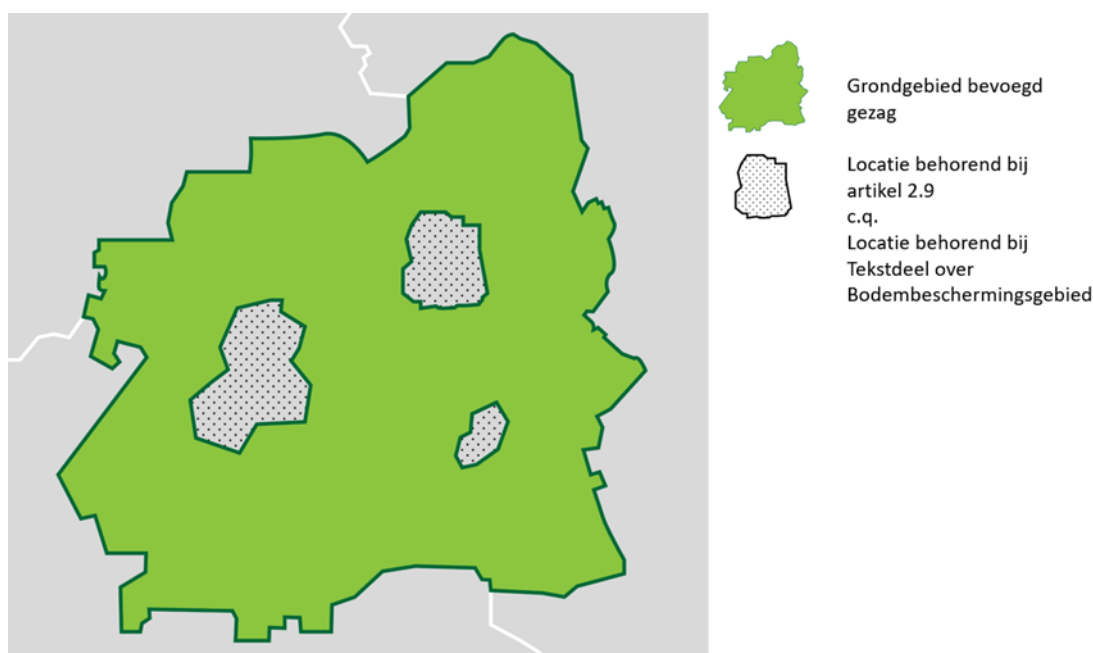 Grondgebied bevoegd
gezag
Locatie behorend bij
artikel 2.9
c.q.
Locatie behorend bij
Tekstdeel over
Bodembeschermingsgebied